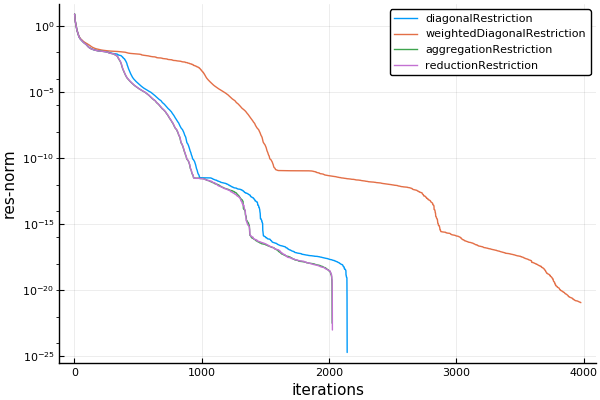 diagonalRestriction
weightedDiagonalRestriction
aggregationRestriction
reductionRestriction
res-norm
10^0
10^-5
10^-10
10^-15
10^-20
10^-25
0 1000 2000 3000 4000
iterations